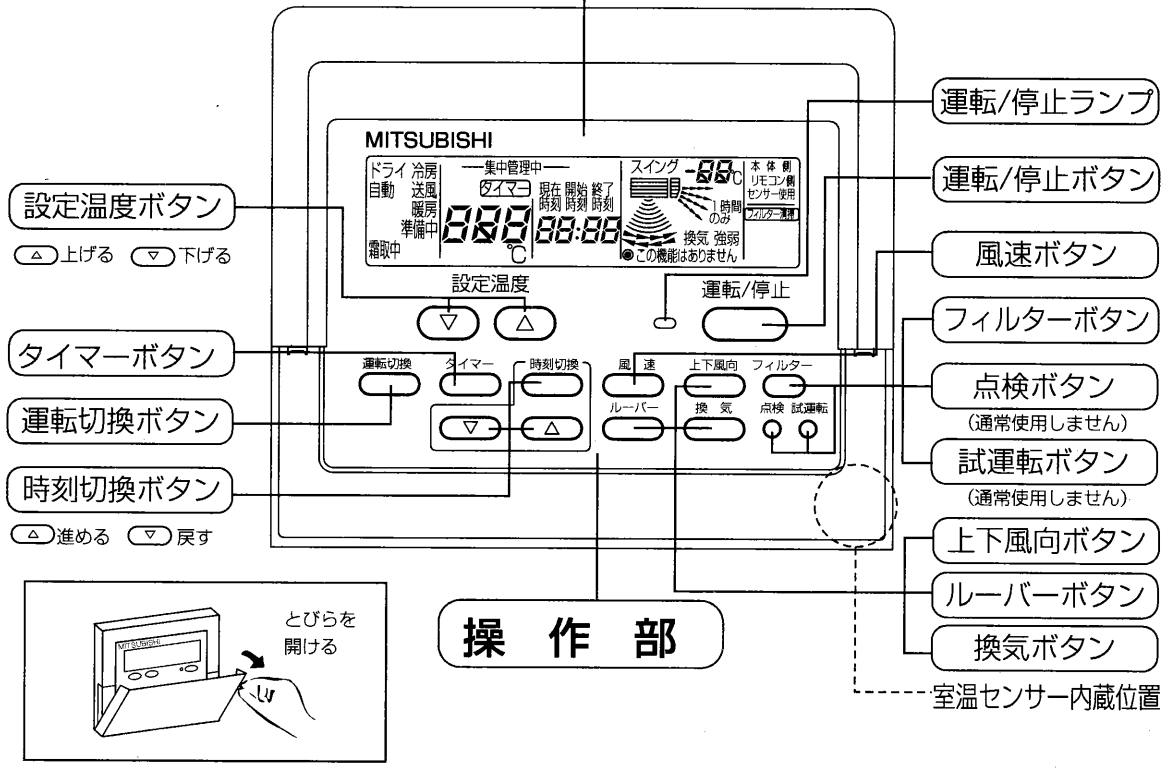 MITSUBISHI
ドライ 冷房
自動 送風
暖房
準備中
霜取中
集中管理中
タイマー
現在 開始 終了
時刻 時刻 時刻
888
℃
88:88
スイング
-88℃
1時間
のみ
換気 強弱
この機能はありません
本体側
リモコン側
センサー使用
フィルター清掃
設定温度
運転/停止
運転切換
タイマー
時刻切換
風速
上下風向
フィルター
ルーバー
換気
点検 試運転
設定温度ボタン
上げる 下げる
タイマーボタン
運転切換ボタン
時刻切換ボタン
進める 戻す
運転/停止ランプ
運転/停止ボタン
風速ボタン
フィルターボタン
点検ボタン
(通常使用しません)
試運転ボタン
(通常使用しません)
上下風向ボタン
ルーバーボタン
換気ボタン
室温センサー内蔵位置
操作部
MITSUBISHI
とびらを
開ける